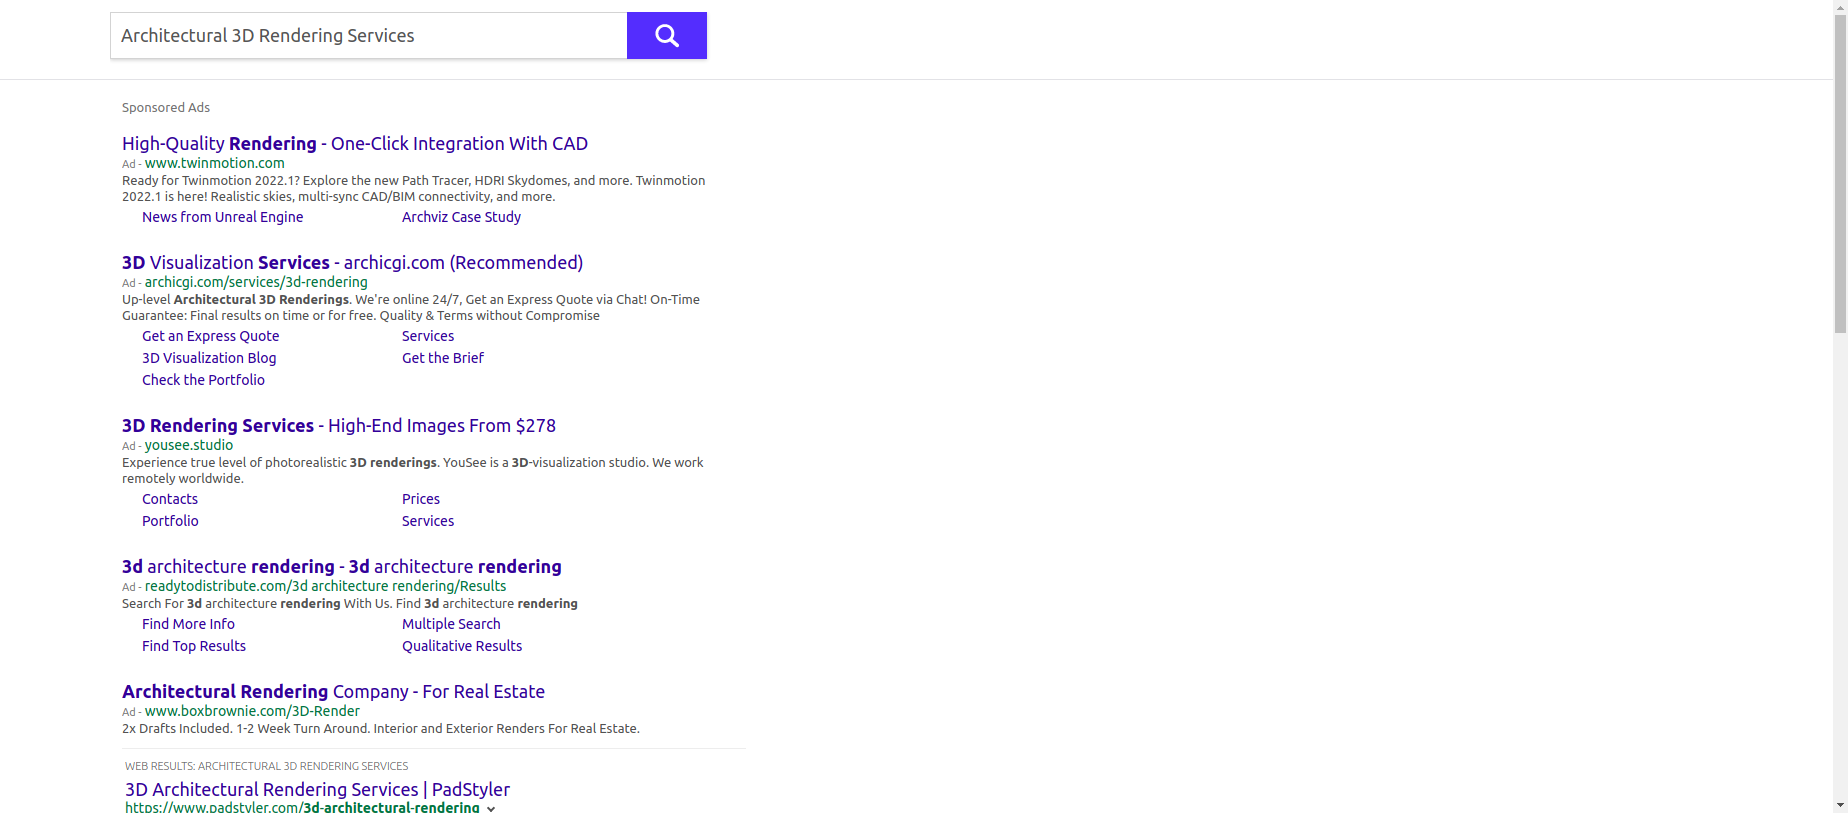 Architectural 3D Rendering Services
Sponsored Ads
High-Quality Rendering - One-Click Integration With CAD
Ad - www.twinmotion.com
Ready for Twinmotion 2022.1? Explore the new Path Tracer, HDRI Skydomes, and more. Twinmotion
2022.1 is here! Realistic skies, multi-sync CAD/BIM connectivity, and more.
News from Unreal Engine Archviz Case Study
3D Visualization Services - archicgi.com (Recommended)
Ad - archicgi.com/services/3d-rendering
Up-level Architectural 3D Renderings. We're online 24/7, Get an Express Quote via Chat! On-Time
Guarantee: Final results on time or for free. Quality & Terms without Compromise
Get an Express Quote Services
3D Visualization Blog Get the Brief
Check the Portfolio
3D Rendering Services - High-End Images From $278
Ad - yousee.studio
Experience true level of photorealistic 3D renderings. YouSee is a 3D-visualization studio. We work
remotely worldwide.
Contacts Prices
Portfolio Services
3d architecture rendering - 3d architecture rendering
Ad - readytodistribute.com/3d architecture rendering/Results
Search For 3d architecture rendering With Us. Find 3d architecture rendering
Find More Info Multiple Search
Find Top Results Qualitative Results
Architectural Rendering Company - For Real Estate
Ad - www.boxbrownie.com/3D-Render
2x Drafts Included. 1-2 Week Turn Around. Interior and Exterior Renders For Real Estate.
WEB RESULTS: ARCHITECTURAL 3D RENDERING SERVICES
3D Architectural Rendering Services | PadStyler
https://www.padstyler.com/3d-architectural-rendering